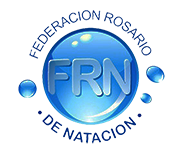 FEDERACION ROSARIO
FRN
• DE NATACION •